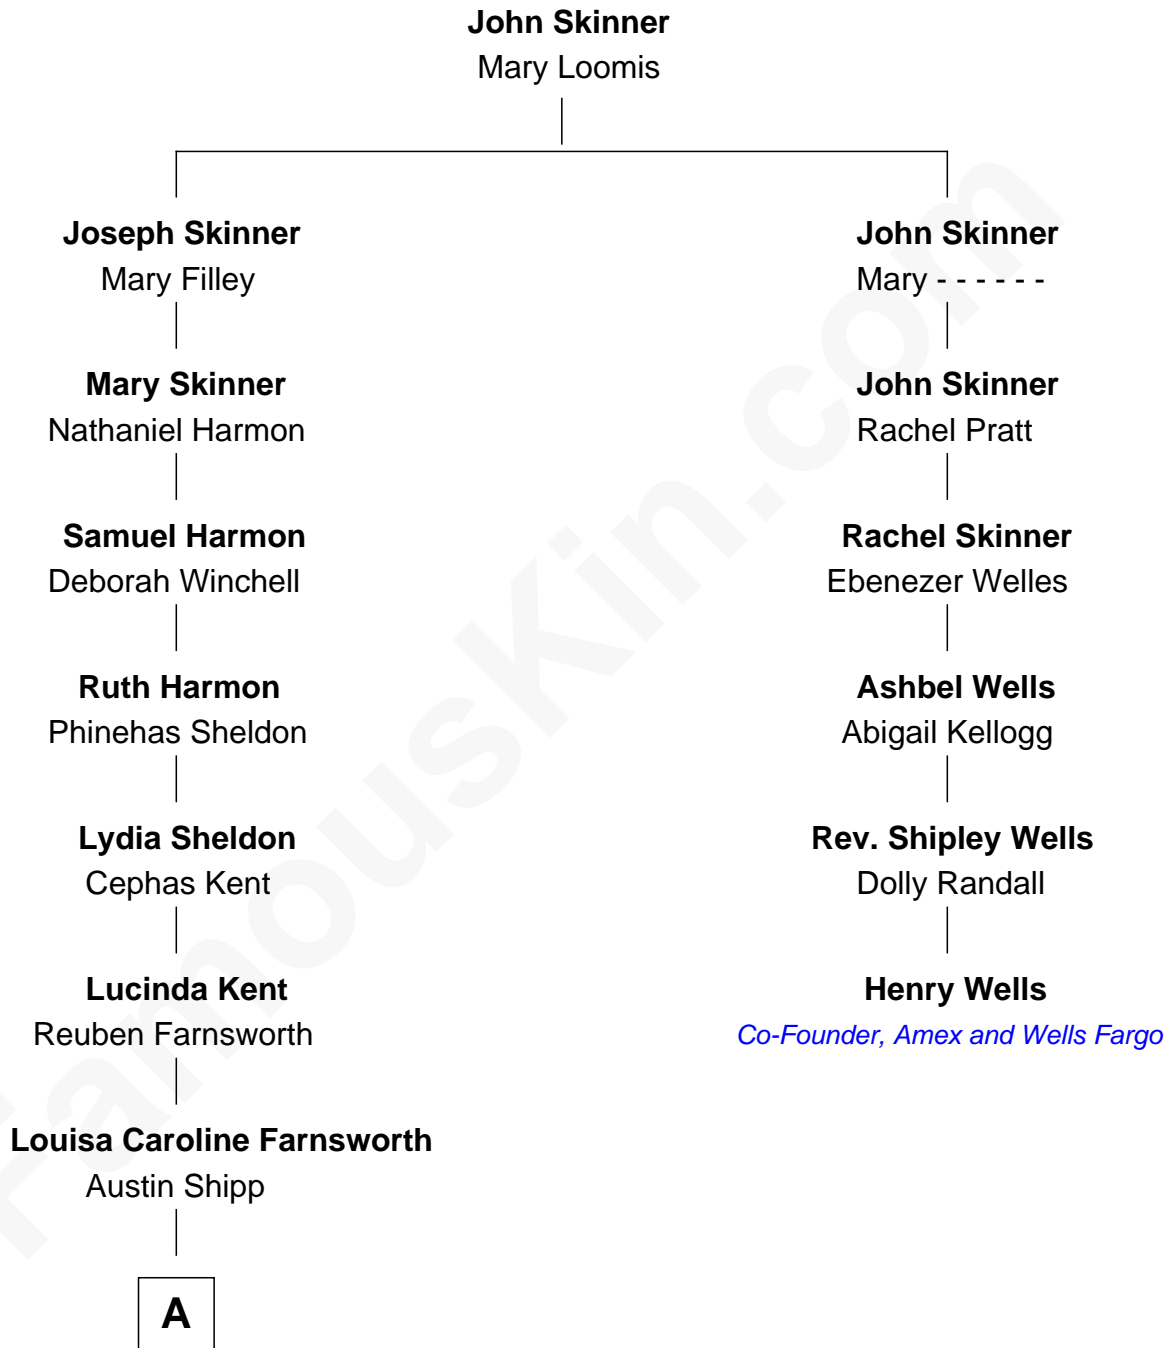 John Skinner
Mary Loomis
Joseph Skinner
Mary Filley
John Skinner
Mary - - - - - -
Mary Skinner
Nathaniel Harmon
John Skinner
Rachel Pratt
Samuel Harmon
Deborah Winchell
Rachel Skinner
Ebenezer Welles
Ruth Harmon
Phinehas Sheldon
Ashbel Wells
Abigail Kellogg
Lydia Sheldon
Cephas Kent
Rev. Shipley Wells
Dolly Randall
Lucinda Kent
Reuben Farnsworth
Henry Wells
Co-Founder, Amex and Wells Fargo
Louisa Caroline Farnsworth
Austin Shipp
A
FamousKin.com